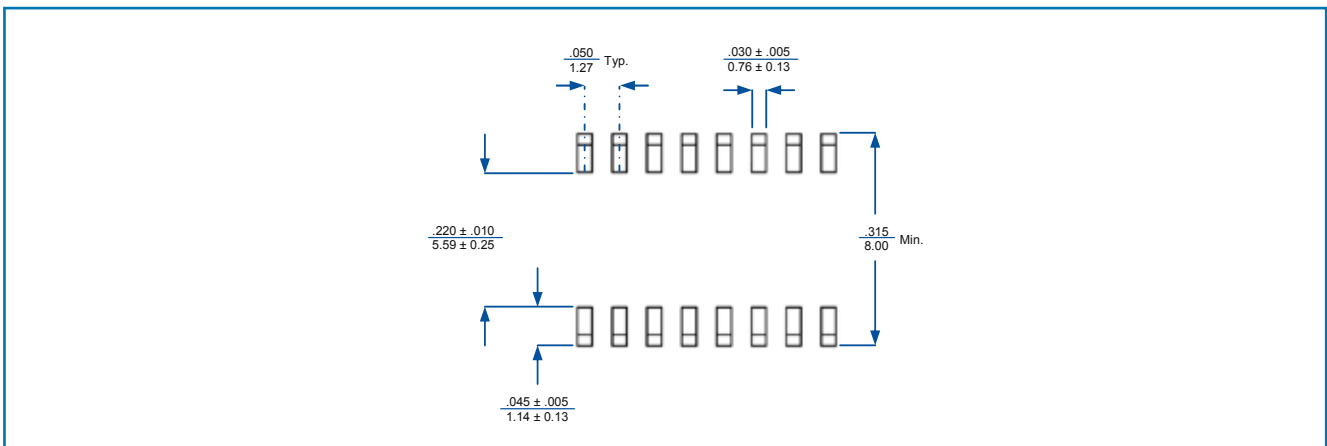 .050
1.27 Typ.
.030 ± .005
0.76 ± 0.13
.220 ± .010
5.59 ± 0.25
.315
8.00 Min.
.045 ± .005
1.14 ± 0.13